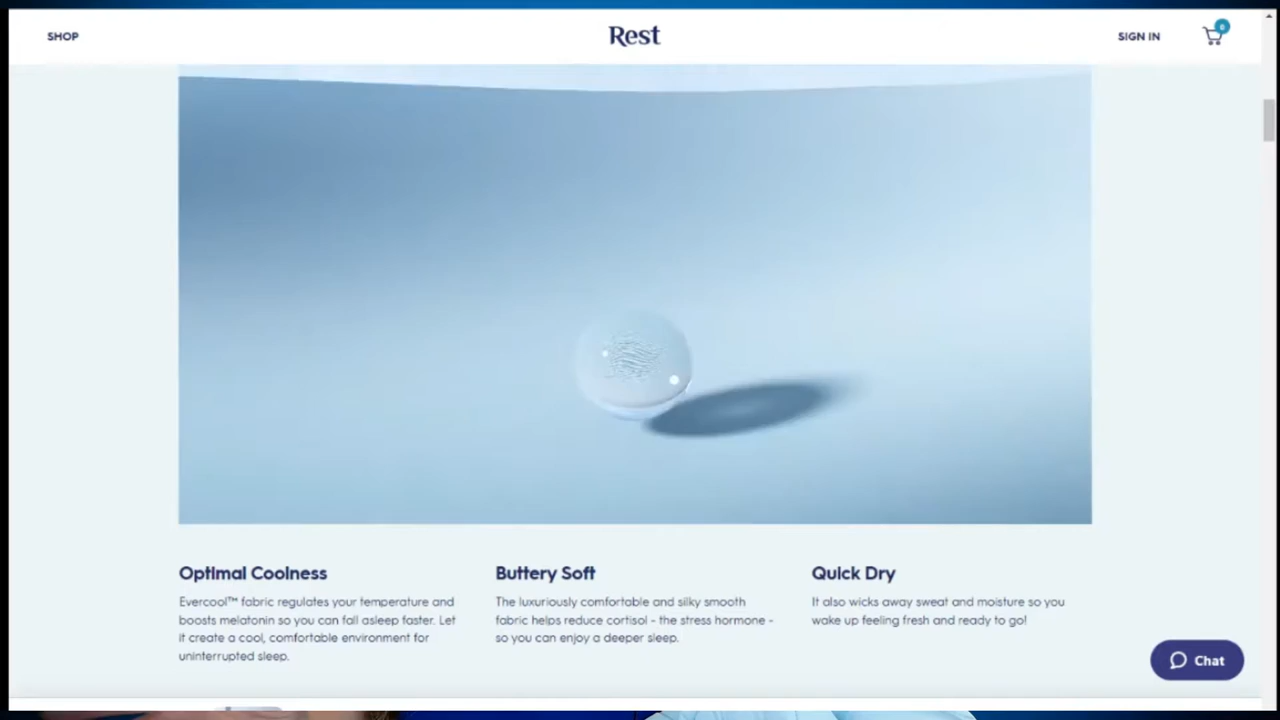 SHOP
Rest
SIGN IN
0
Optimal Coolness
Evercool™ fabric regulates your temperature and
boosts melatonin so you can fall asleep faster. Let
it create a cool, comfortable environment for
uninterrupted sleep.
Buttery Soft
The luxuriously comfortable and silky smooth
fabric helps reduce cortisol - the stress hormone -
so you can enjoy a deeper sleep.
Quick Dry
It also wicks away sweat and moisture so you
wake up feeling fresh and ready to go!
Chat